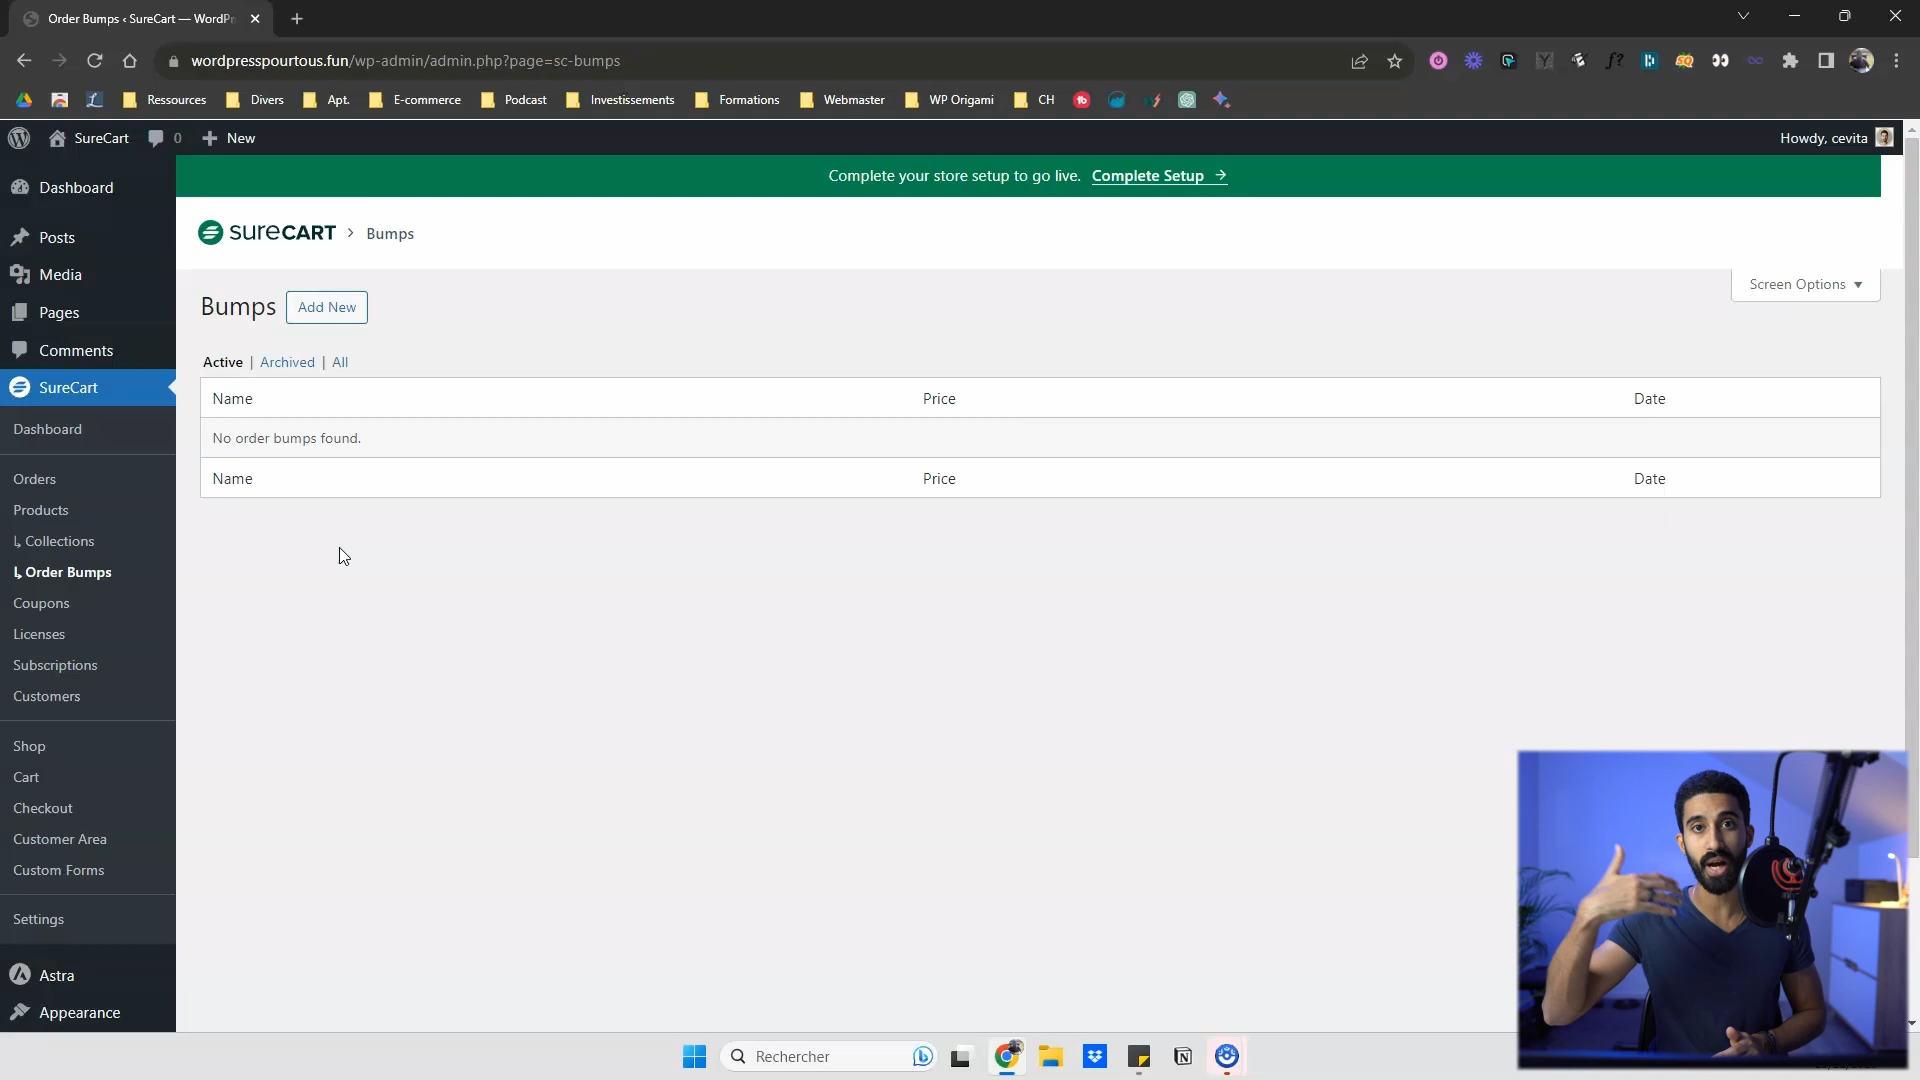 Order Bumps ‹ SureCart — WordPr
wordpresspourtous.fun/wp-admin/admin.php?page=sc-bumps
Ressources
Divers
Apt.
E-commerce
Podcast
Investissements
Formations
Webmaster
WP Origami
CH
SureCart
0
New
Howdy, cevita
Complete your store setup to go live. Complete Setup →
Dashboard
Posts
Media
Pages
Comments
SureCart
Dashboard
Orders
Products
↳ Collections
↳ Order Bumps
Coupons
Licenses
Subscriptions
Customers
Shop
Cart
Checkout
Customer Area
Custom Forms
Settings
Astra
Appearance
SURECART > Bumps
Screen Options ▼
Bumps Add New
Active | Archived | All
Name Price Date
No order bumps found.
Name Price Date
Rechercher